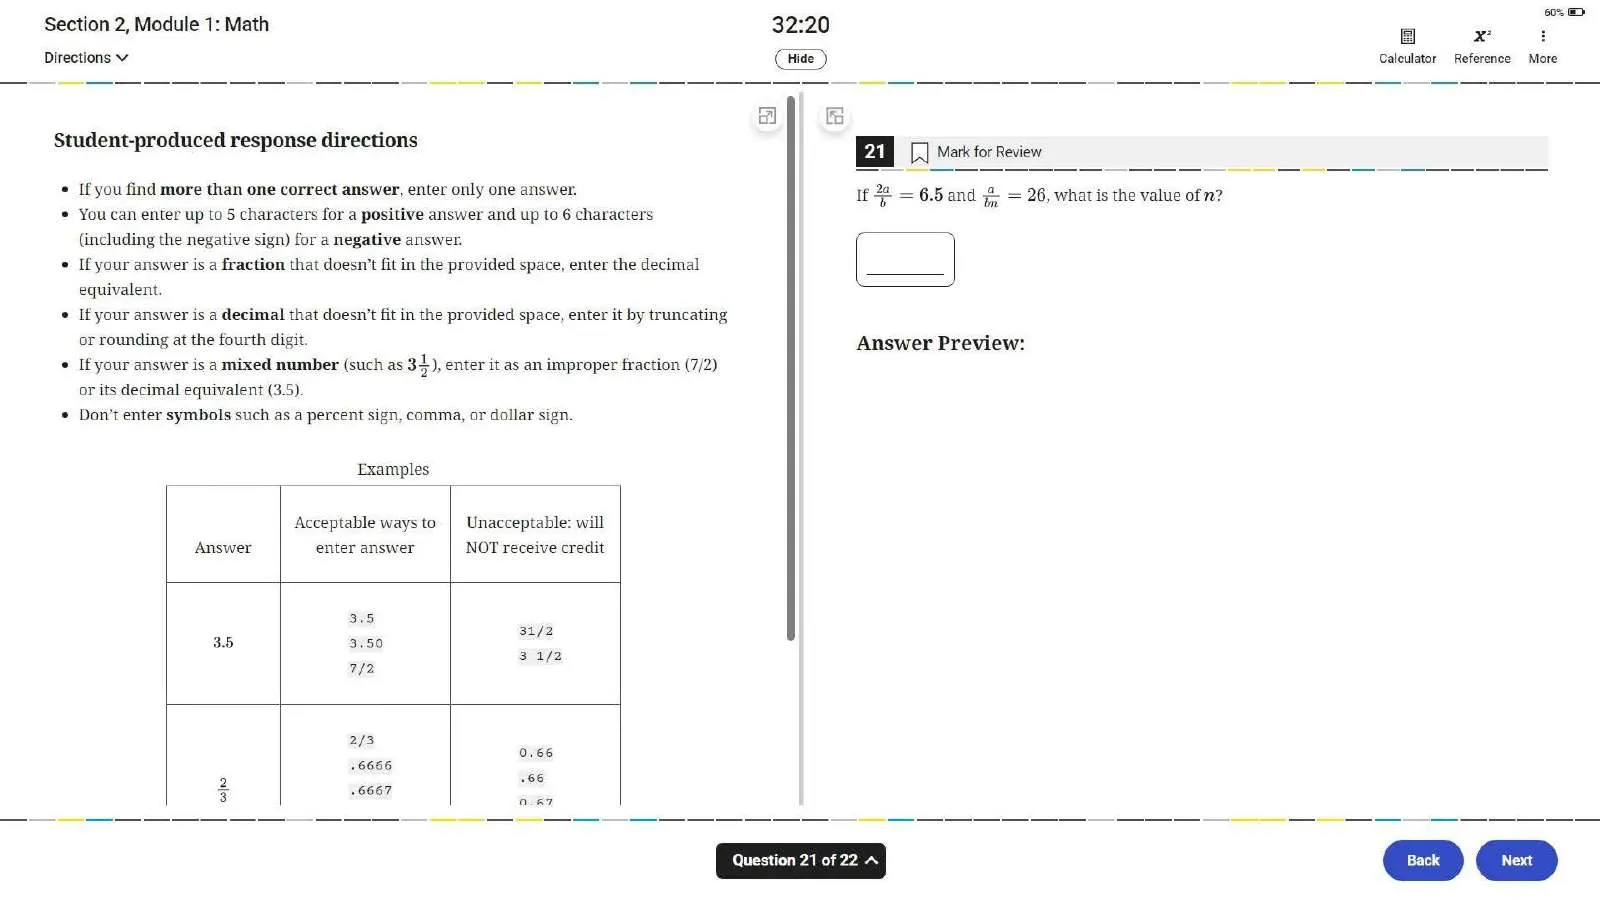 Section 2, Module 1: Math
Directions
32:20
Hide
60%
Calculator
Reference
More
Student-produced response directions
• If you find more than one correct answer, enter only one answer.
• You can enter up to 5 characters for a positive answer and up to 6 characters
(including the negative sign) for a negative answer.
• If your answer is a fraction that doesn't fit in the provided space, enter the decimal
equivalent.
• If your answer is a decimal that doesn't fit in the provided space, enter it by truncating
or rounding at the fourth digit.
• If your answer is a mixed number (such as 3 1/2), enter it as an improper fraction (7/2)
or its decimal equivalent (3.5).
• Don't enter symbols such as a percent sign, comma, or dollar sign.
Examples
Answer
Acceptable ways to
enter answer
Unacceptable: will
NOT receive credit
3.5
3.5
3.50
7/2
31/2
3 1/2
2/3
2/3
.6666
.6667
0.66
.66
0.67
21
Mark for Review
If 2a/b = 6.5 and a/bn = 26, what is the value of n?
Answer Preview:
Question 21 of 22
Back
Next